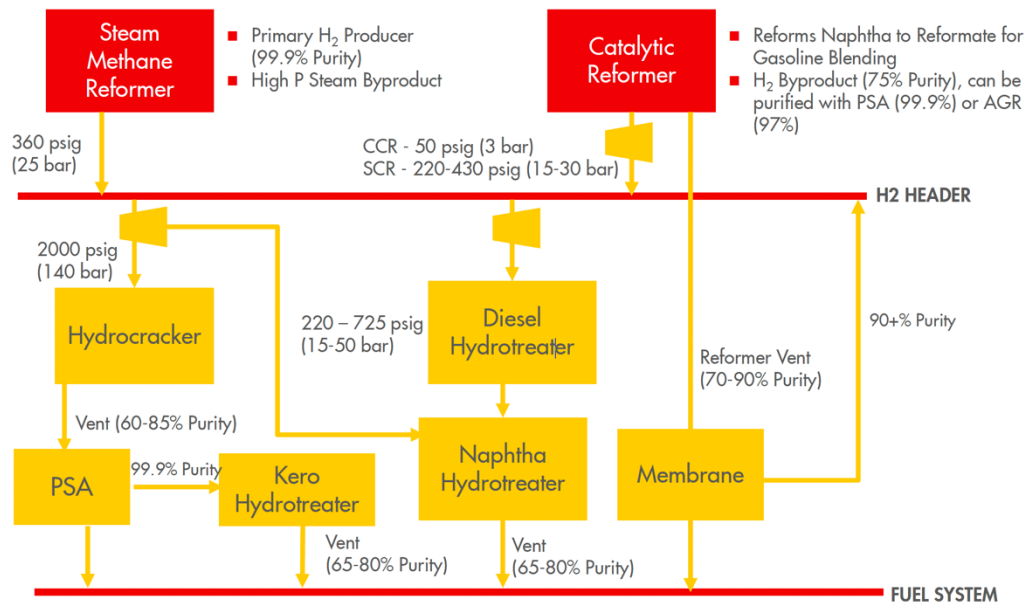 Steam
Methane
Reformer
■ Primary H₂ Producer
(99.9% Purity)
■ High P Steam Byproduct
Catalytic
Reformer
■ Reforms Naphtha to Reformate for
Gasoline Blending
■ H₂ Byproduct (75% Purity), can be
purified with PSA (99.9%) or AGR
(97%)
360 psig
(25 bar)
CCR - 50 psig (3 bar)
SCR - 220-430 psig (15-30 bar)
H2 HEADER
2000 psig
(140 bar)
Hydrocracker
220 – 725 psig
(15-50 bar)
Diesel
Hydrotreater
90+% Purity
Reformer Vent
(70-90% Purity)
Vent (60-85% Purity)
PSA
99.9% Purity
Kero
Hydrotreater
Naphtha
Hydrotreater
Membrane
Vent
(65-80% Purity)
Vent
(65-80% Purity)
FUEL SYSTEM